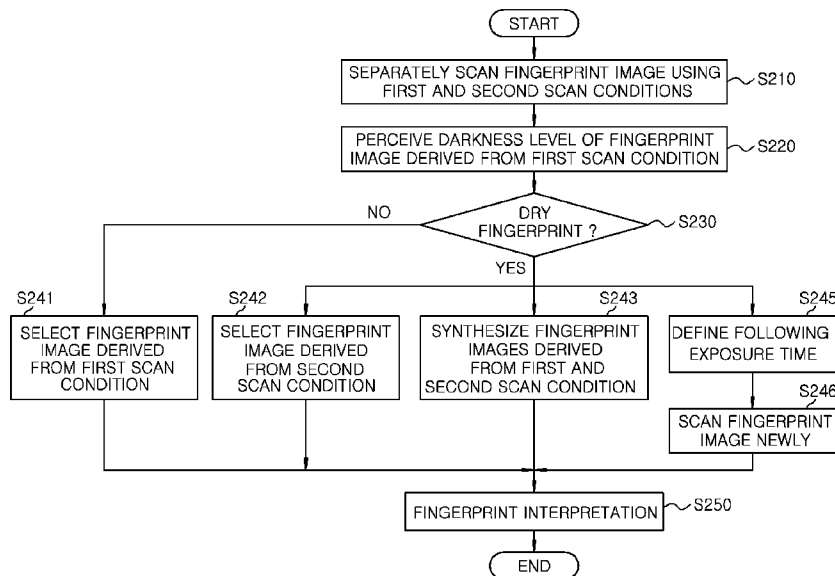 START
SEPARATELY SCAN FINGERPRINT IMAGE USING
FIRST AND SECOND SCAN CONDITIONS
S210
PERCEIVE DARKNESS LEVEL OF FINGERPRINT
IMAGE DERIVED FROM FIRST SCAN CONDITION
S220
DRY
FINGERPRINT ?
S230
NO
YES
S241
SELECT FINGERPRINT
IMAGE DERIVED
FROM FIRST SCAN
CONDITION
S242
SELECT FINGERPRINT
IMAGE DERIVED
FROM SECOND
SCAN CONDITION
S243
SYNTHESIZE FINGERPRINT
IMAGES DERIVED
FROM FIRST AND
SECOND SCAN CONDITION
S245
DEFINE FOLLOWING
EXPOSURE TIME
S246
SCAN FINGERPRINT
IMAGE NEWLY
FINGERPRINT INTERPRETATION
S250
END